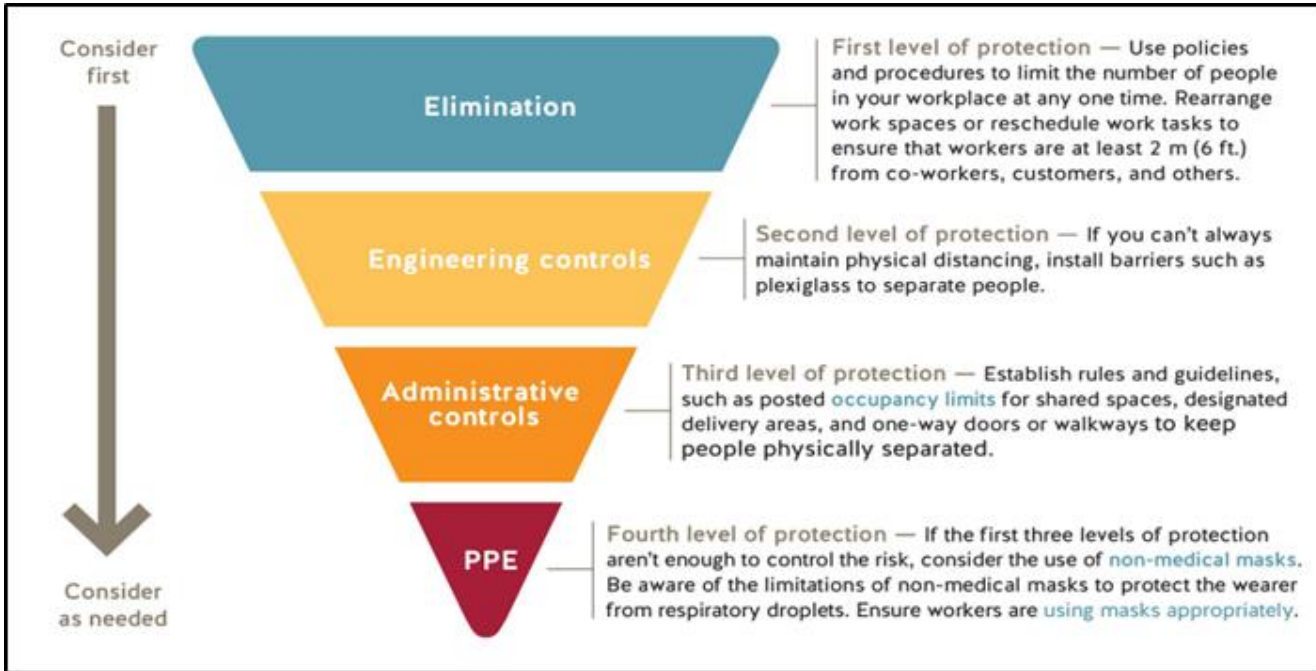 Consider
first
Elimination
First level of protection — Use policies
and procedures to limit the number of people
in your workplace at any one time. Rearrange
work spaces or reschedule work tasks to
ensure that workers are at least 2 m (6 ft.)
from co-workers, customers, and others.
Engineering controls
Second level of protection — If you can't always
maintain physical distancing, install barriers such as
plexiglass to separate people.
Administrative
controls
Third level of protection — Establish rules and guidelines,
such as posted occupancy limits for shared spaces, designated
delivery areas, and one-way doors or walkways to keep
people physically separated.
PPE
Fourth level of protection — If the first three levels of protection
aren't enough to control the risk, consider the use of non-medical masks.
Be aware of the limitations of non-medical masks to protect the wearer
from respiratory droplets. Ensure workers are using masks appropriately.
Consider
as needed